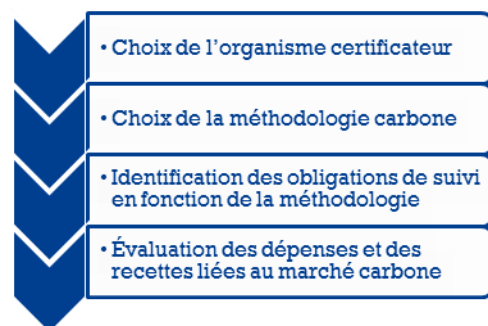 • Choix de l’organisme certificateur
• Choix de la méthodologie carbone
• Identification des obligations de suivi
en fonction de la méthodologie
• Évaluation des dépenses et des
recettes liées au marché carbone